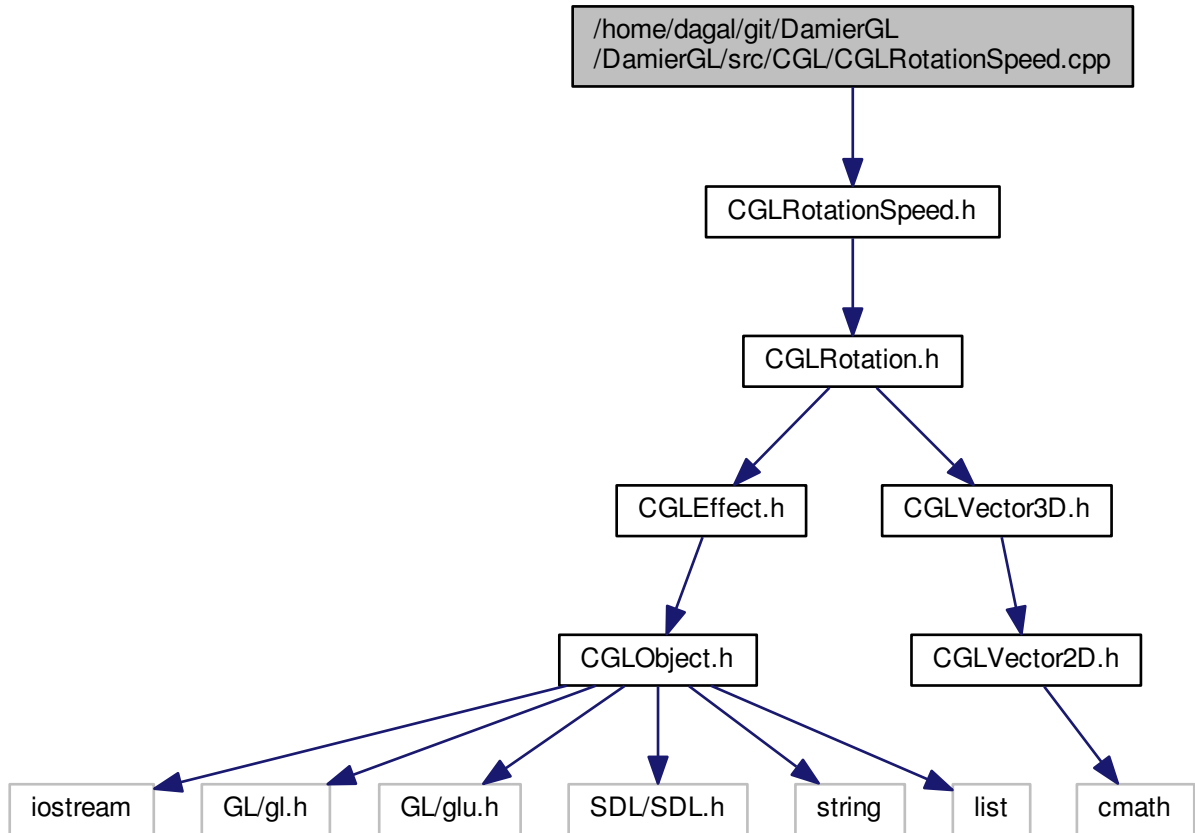 /home/dagal/git/DamierGL
/DamierGL/src/CGL/CGLRotationSpeed.cpp
CGLRotationSpeed.h
CGLRotation.h
CGLEffect.h
CGLVector3D.h
CGLObject.h
CGLVector2D.h
iostream
GL/gl.h
GL/glu.h
SDL/SDL.h
string
list
cmath